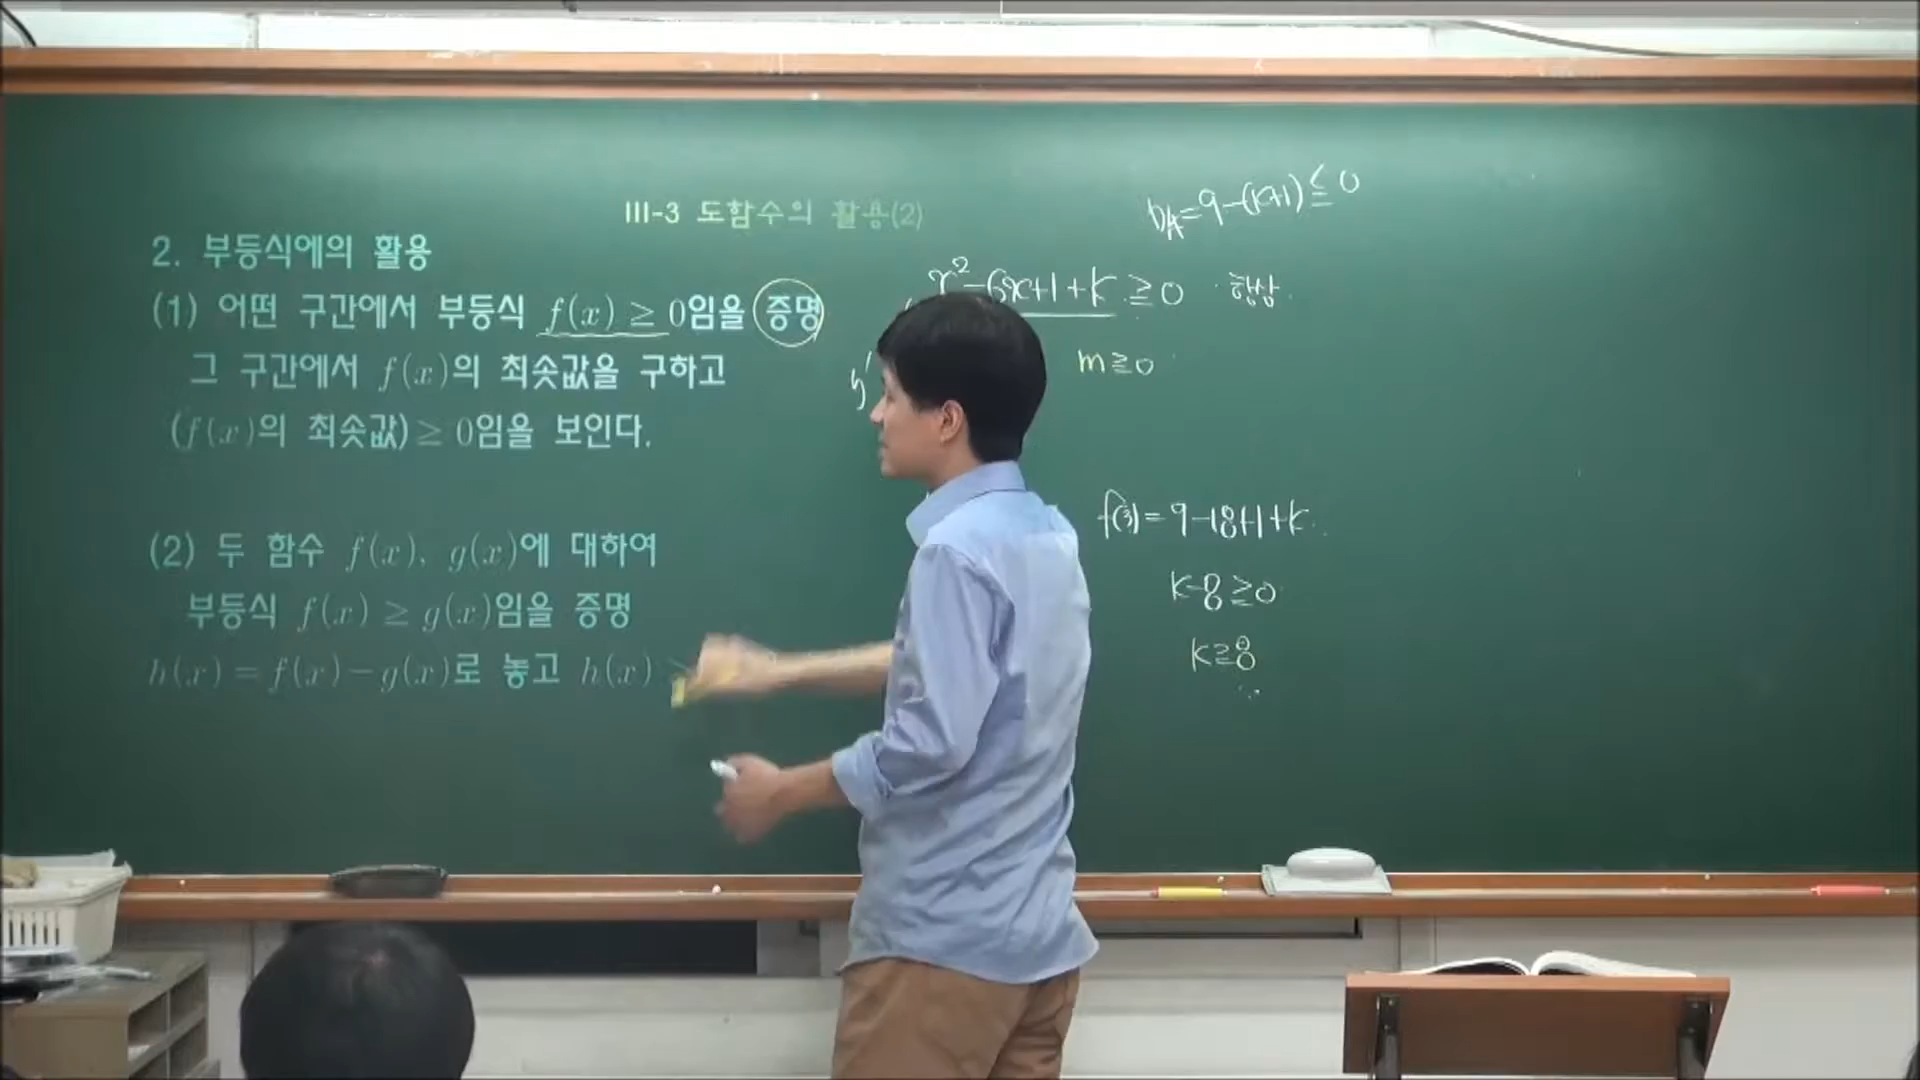 III-3 도함수의 활용(2)
2. 부등식에의 활용
(1) 어떤 구간에서 부등식 f(x) ≥ 0임을 증명
그 구간에서 f(x)의 최솟값을 구하고
(f(x)의 최솟값) ≥ 0임을 보인다.
(2) 두 함수 f(x), g(x)에 대하여
부등식 f(x) ≥ g(x)임을 증명
h(x) = f(x) - g(x)로 놓고 h(x)
D/4 = 9-(k+1) ≦ 0
x²-6x+1+k ≧ 0 항상
y'
m ≧ 0
f(3) = 9-18+1+k
k-8 ≧ 0
k ≧ 8